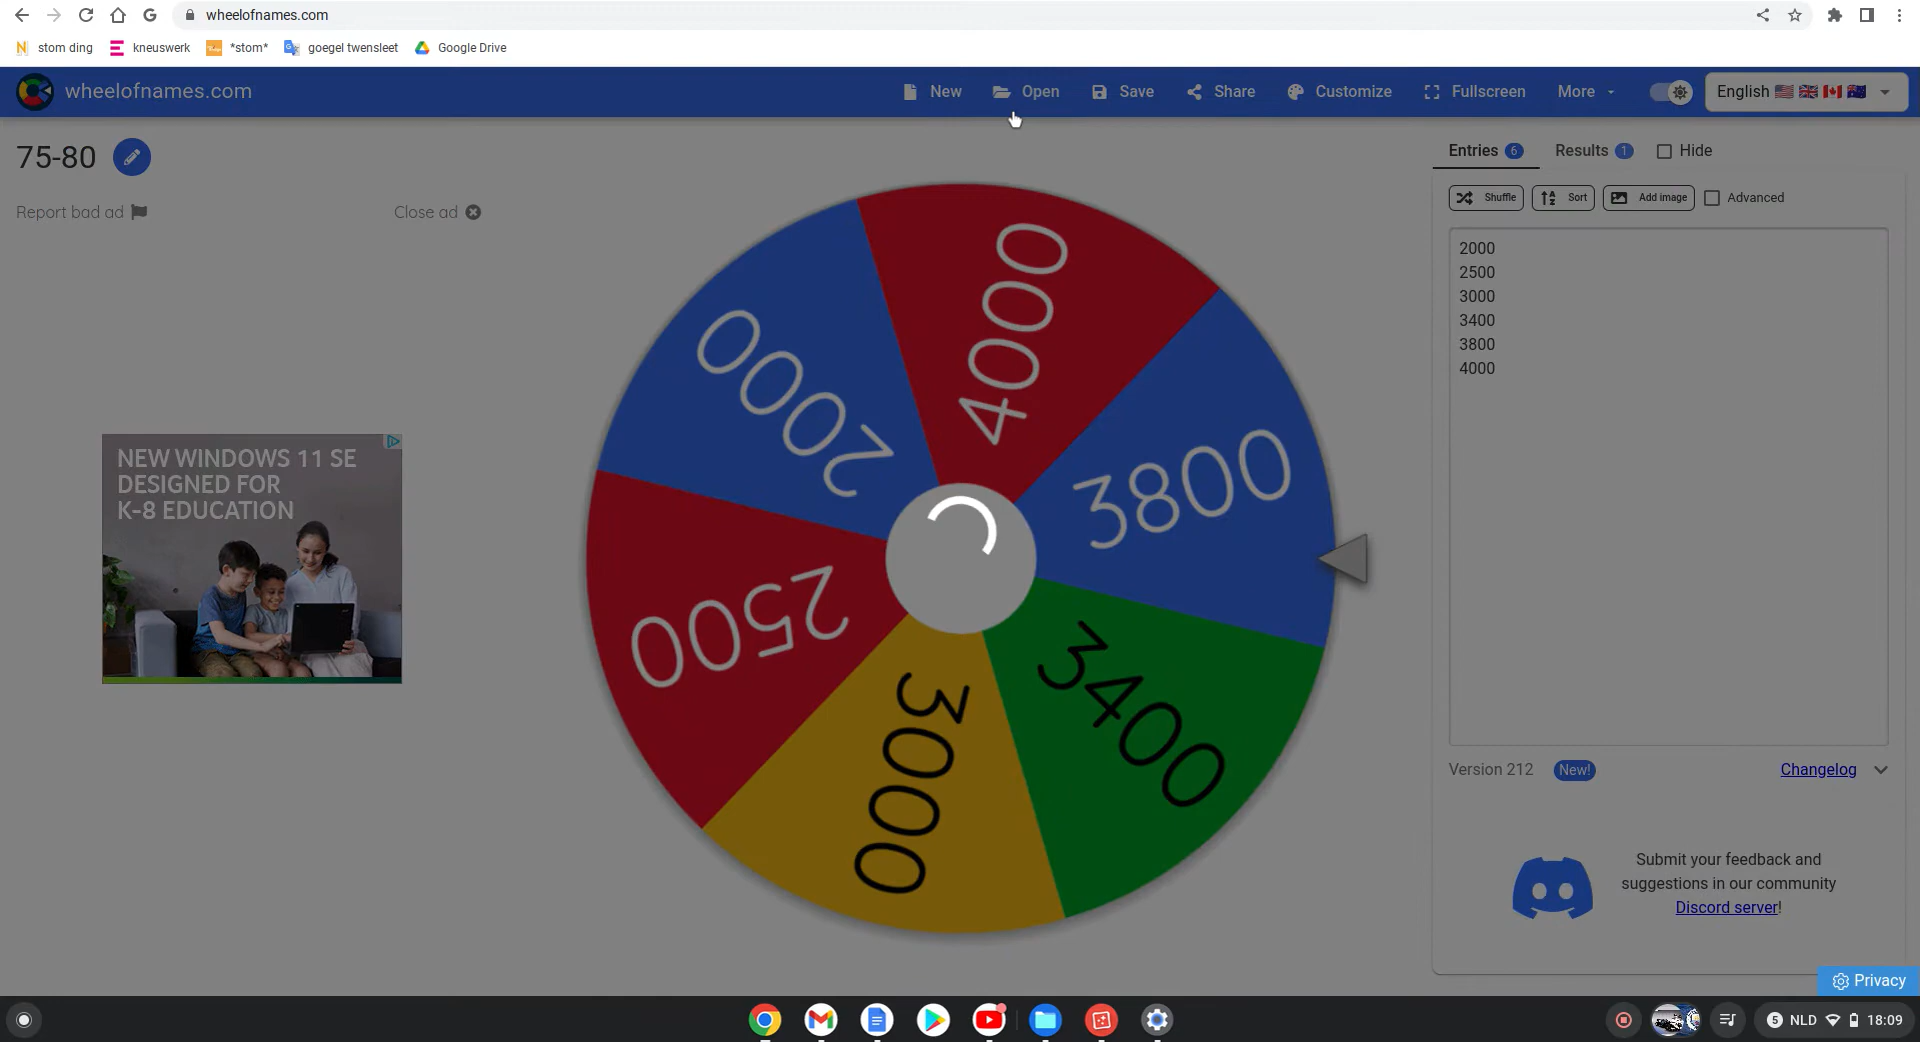 wheelofnames.com
stom ding
kneuswerk
*stom*
goegel twensleet
Google Drive
wheelofnames.com
New
Open
Save
Share
Customize
Fullscreen
More
English
75-80
Report bad ad
Close ad
Entries 6
Results 1
Hide
Shuffle
Sort
Add image
Advanced
2000
2500
3000
3400
3800
4000
4000
3800
2000
2500
3400
3000
NEW WINDOWS 11 SE
DESIGNED FOR
K-8 EDUCATION
Version 212
New!
Changelog
Submit your feedback and
suggestions in our community
Discord server!
Privacy
5 NLD 18:09